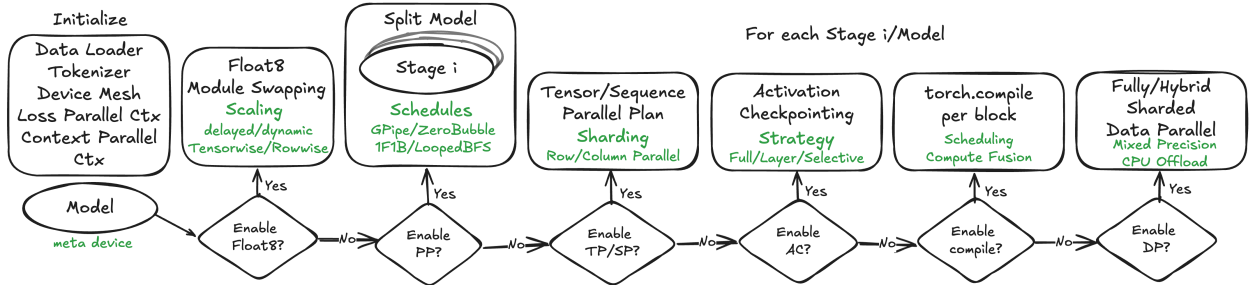 Initialize
Data Loader
Tokenizer
Device Mesh
Loss Parallel Ctx
Context Parallel
Ctx
Model
meta device
Float8
Module Swapping
Scaling
delayed/dynamic
Tensorwise/Rowwise
Yes
Enable
Float8?
No
Split Model
Stage i
Schedules
GPipe/ZeroBubble
1F1B/LoopedBFS
Yes
Enable
PP?
No
For each Stage i/Model
Tensor/Sequence
Parallel Plan
Sharding
Row/Column Parallel
Yes
Enable
TP/SP?
No
Activation
Checkpointing
Strategy
Full/Layer/Selective
Yes
Enable
AC?
No
torch.compile
per block
Scheduling
Compute Fusion
Yes
Enable
compile?
No
Fully/Hybrid
Sharded
Data Parallel
Mixed Precision
CPU Offload
Yes
Enable
DP?